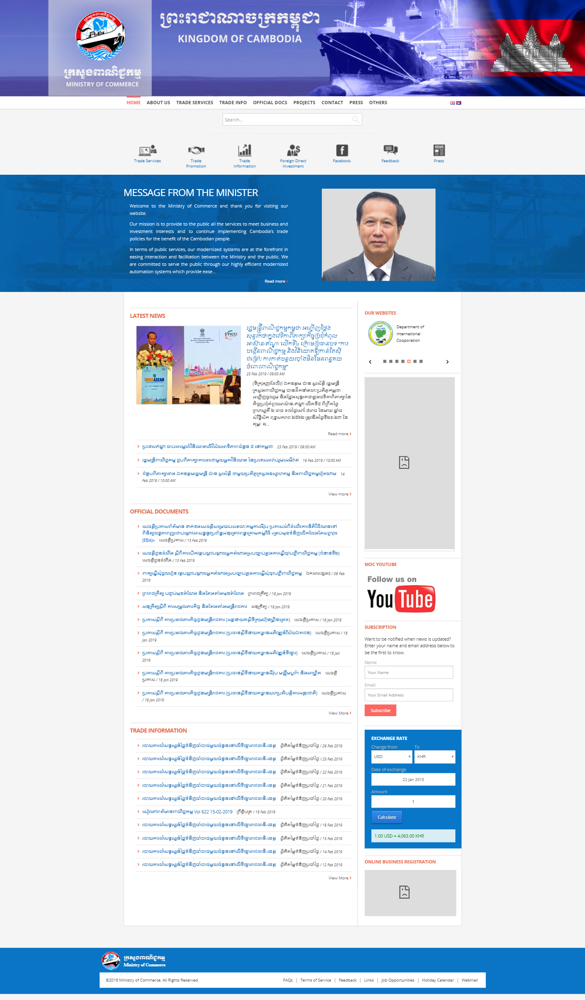 ព្រះរាជាណាចក្រកម្ពុជា
KINGDOM OF CAMBODIA
MINISTRY OF COMMERCE
ក្រសួងពាណិជ្ជកម្ម
MINISTRY OF COMMERCE
HOME ABOUT US TRADE SERVICES TRADE INFO OFFICIAL DOCS PROJECTS CONTACT PRESS OTHERS
Search...
Trade Services
Trade
Promotion
Trade
Information
Foreign Direct
Investment
Facebook
Feedback
NEWS
Press
MESSAGE FROM THE MINISTER
Welcome to the Ministry of Commerce and thank you for visiting our
website.
Our mission is to provide to the public all the services to meet business and
investment interests and to continue implementing Cambodia's trade
policies for the benefit of the Cambodian people.
In terms of public services, our modernized systems are at the forefront in
easing interaction and facilitation between the Ministry and the public. We
are committed to serve the public through our highly efficient modernized
automation systems which provide ease...
Read more
LATEST NEWS
FICCI
INDIA ASEAN
រដ្ឋមន្ត្រីពាណិជ្ជកម្មកម្ពុជា អញ្ជើញថ្លែង
សុន្ទរកថាក្នុងវេទិកាពិភាក្សាកិច្ចប្រជុំកំពូល
អាស៊ាន-ឥណ្ឌា លើកទី៤ ក្រោមប្រធានបទ “ការ
បង្កើនពាណិជ្ជកម្ម និងវិនិយោគឱ្យកាន់តែស៊ី
ជម្រៅ: ការកាត់បន្ថយរបាំងមិនមែនពន្ធគយ
ចំពោះពាណិជ្ជកម្ម”
25 Feb 2019 / 09:00 AM
(ទីក្រុងញូវដែលី)៖ ឯកឧត្តម ប៉ាន សូរស័ក្តិ រដ្ឋមន្ត្រី
ក្រសួងពាណិជ្ជកម្ម បានដឹកនាំគណៈប្រតិភូកម្ពុជា
អញ្ជើញចូលរួម និងថ្លែងសុន្ទរកថាក្នុងវេទិកាពិភាក្សានៃ
កិច្ចប្រជុំកំពូលអាស៊ាន-ឥណ្ឌា លើកទី៤ ពីព្រឹកថ្ងៃ
ព្រហស្បតិ៍ ២ រោច ដល់ថ្ងៃសៅរ៍ ៤រោច ខែមាឃ ឆ្នាំច
សំរឹទ្ធិស័ក ពុទ្ធសករាជ ២៥៦២ ត្រូវនឹងថ្ងៃទី២១-២៣ ខែ
កុម្ភៈ ឆ...
Read more
ប្រទេសឥណ្ឌា ចាប់អារម្មណ៍វិនិយោគលើវិស័យអាទិភាពចំនួន ៤ នៅកម្ពុជា 23 Feb 2019 / 09:00 AM
រដ្ឋមន្ត្រីពាណិជ្ជកម្ម ជួបពិភាក្សាការងារជាមួយអ្នកវិនិយោគ នៃប្រទេសអារ៉ាប់រួមអេមីរ៉ាត់ 16 Feb 2019 / 10:00 AM
ជំនួបពិភាក្សារវាង ឯកឧត្តមរដ្ឋមន្ត្រី ប៉ាន សូរស័ក្តិ ជាមួយប្រតិភូក្រសួងឧស្សាហកម្ម និងពាណិជ្ជកម្មវៀតណាម 14
Feb 2019 / 10:00 AM
View more
OFFICIAL DOCUMENTS
សេចក្តីប្រកាសព័ត៌មាន ទាក់ទងសេចក្តីសម្រេចរបស់គណៈកម្មការអឺរ៉ុប ប្រកាសអំពីដំណើរការនីតិវិធីឈានទៅ
ពិនិត្យលទ្ធភាពព្យួរជាបណ្តោះអាសន្ននូវប្រព័ន្ធអនុគ្រោះពន្ធក្រោមកម្មវិធី «គ្រប់មុខទំនិញលើកលែងតែសព្វាវុធ
(EBA)» សេចក្តីប្រកាស / 13 Feb 2019
សេចក្តីជូនដំណឹង ស្តីពីការបើកវគ្គបណ្តុះបណ្តាលអ្នកតំណាងស្របច្បាប់ក្នុងការស្នើចុះបញ្ជីពាណិជ្ជកម្ម (ជំនាន់ទី២)
សេចក្តីជូនដំណឹង / 13 Feb 2019
ពាក្យស្នើសុំចូលរៀន វគ្គបណ្តុះបណ្តាលអ្នកតំណាងស្របច្បាប់ក្នុងការស្នើសុំចុះបញ្ជីពាណិជ្ជកម្ម ឯកសារផ្សេងៗ / 08 Feb
2019
ព្រះរាជក្រឹត្យ បញ្ចប់មុខតំណែង និងតែងតាំងមុខតំណែង ព្រះរាជក្រឹត្យ / 18 Jan 2019
អនុក្រឹត្យស្តីពី ការសម្រួលភារកិច្ច និងតែងតាំងមន្ត្រីរាជការ អនុក្រឹត្យ / 18 Jan 2019
ប្រកាសស្តីពី ការប្រគល់ភារកិច្ចជូនមន្ត្រីរាជការ (អគ្គនាយកស្តីទីក្រុមហ៊ុនហ្គ្រីនត្រេដ) សេចក្តីប្រកាស / 18 Jan 2019
ប្រកាសស្តីពី ការប្រគល់ភារកិច្ចជូនមន្ត្រីរាជការ (ប្រធានស្តីទីនាយកដ្ឋានអភិវឌ្ឍន៍វិស័យឯកជន) សេចក្តីប្រកាស / 18
Jan 2019
ប្រកាសស្តីពី ការប្រគល់ភារកិច្ចជូនមន្ត្រីរាជការ (ប្រធានស្តីទីនាយកដ្ឋានអភិវឌ្ឍន៍ទីផ្សារ) សេចក្តីប្រកាស / 18 Jan
2019
ប្រកាសស្តីពី ការប្រគល់ភារកិច្ចជូនមន្ត្រីរាជការ (ប្រធានស្តីទីនាយកដ្ឋានអឺរ៉ុប មជ្ឈឹមបូព៌ា និងអាហ្វ្រិក សេចក្តី
ប្រកាស / 18 Jan 2019
ប្រកាសស្តីពី ការប្រគល់ភារកិច្ចជូនមន្ត្រីរាជការ (ប្រធានស្តីទីនាយកដ្ឋានសហប្រតិបត្តិការអន្តរជាតិ) សេចក្តីប្រកាស
/ 18 Jan 2019
View More
TRADE INFORMATION
របាយការណ៍សន្ទស្សន៍ថ្លៃទំនិញចាំបាច់មួយចំនួននៅលើទីផ្សាររាជធានី-ខេត្ត ស្ថិតិតម្លៃទំនិញប្រចាំថ្ងៃ / 26 Feb 2019
របាយការណ៍សន្ទស្សន៍ថ្លៃទំនិញចាំបាច់មួយចំនួននៅលើទីផ្សាររាជធានី-ខេត្ត ស្ថិតិតម្លៃទំនិញប្រចាំថ្ងៃ / 25 Feb 2019
របាយការណ៍សន្ទស្សន៍ថ្លៃទំនិញចាំបាច់មួយចំនួននៅលើទីផ្សាររាជធានី-ខេត្ត ស្ថិតិតម្លៃទំនិញប្រចាំថ្ងៃ / 22 Feb 2019
របាយការណ៍សន្ទស្សន៍ថ្លៃទំនិញចាំបាច់មួយចំនួននៅលើទីផ្សាររាជធានី-ខេត្ត ស្ថិតិតម្លៃទំនិញប្រចាំថ្ងៃ / 21 Feb 2019
របាយការណ៍សន្ទស្សន៍ថ្លៃទំនិញចាំបាច់មួយចំនួននៅលើទីផ្សាររាជធានី-ខេត្ត ស្ថិតិតម្លៃទំនិញប្រចាំថ្ងៃ / 20 Feb 2019
សៀវភៅពត៌មានពាណិជ្ជកម្ម Vol 622 15-02-2019 ព្រឹត្តិបត្រ / 18 Feb 2019
របាយការណ៍សន្ទស្សន៍ថ្លៃទំនិញចាំបាច់មួយចំនួននៅលើទីផ្សាររាជធានី-ខេត្ត ស្ថិតិតម្លៃទំនិញប្រចាំថ្ងៃ / 18 Feb 2019
របាយការណ៍សន្ទស្សន៍ថ្លៃទំនិញចាំបាច់មួយចំនួននៅលើទីផ្សាររាជធានី-ខេត្ត ស្ថិតិតម្លៃទំនិញប្រចាំថ្ងៃ / 15 Feb 2019
របាយការណ៍សន្ទស្សន៍ថ្លៃទំនិញចាំបាច់មួយចំនួននៅលើទីផ្សាររាជធានី-ខេត្ត ស្ថិតិតម្លៃទំនិញប្រចាំថ្ងៃ / 14 Feb 2019
របាយការណ៍សន្ទស្សន៍ថ្លៃទំនិញចាំបាច់មួយចំនួននៅលើទីផ្សាររាជធានី-ខេត្ត ស្ថិតិតម្លៃទំនិញប្រចាំថ្ងៃ / 12 Feb 2019
View More
OUR WEBSITES
Department of
International
Cooporation
MOC YOUTUBE
Follow us on
YouTube
SUBSCRIPTION
Want to be notified when news is updated?
Enter your name and email address below to
be the first to know.
Name
Your Name
Email
Your Email Address
Subscribe
EXCHANGE RATE
Change from To
USD KHR
Date of exchange
22 Jan 2015
Amount
1
Calculate
1.00 USD = 4,063.00 KHR
ONLINE BUSINESS REGISTRATION
ក្រសួងពាណិជ្ជកម្ម
Ministry of Commerce
©2019 Ministry of Commerce. All Rights Reserved.
FAQs | Terms of Service | Feedback | Links | Job Opportunities | Holiday Calendar | Webmail